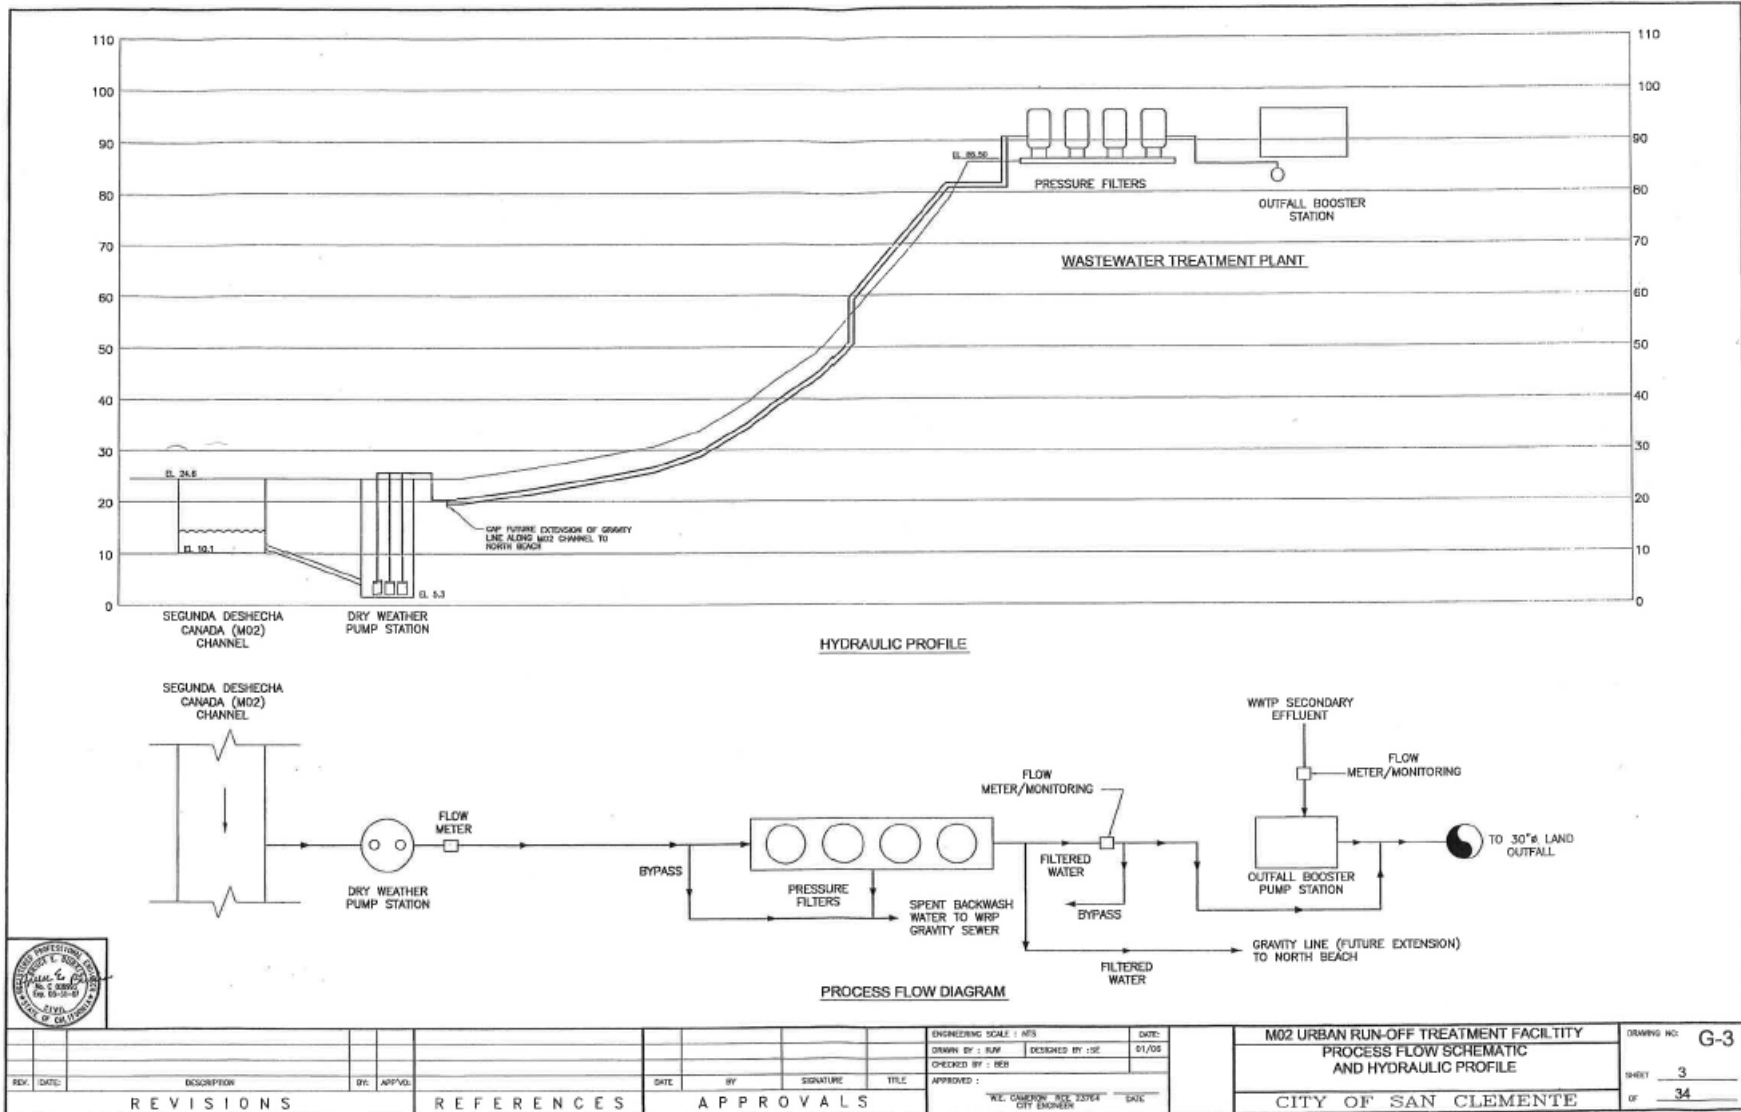 110
100
90
80
70
60
50
40
30
20
10
0
110
100
90
80
70
60
50
40
30
20
10
0
EL 24.6
EL 10.1
EL 5.3
EL 86.50
CAP FUTURE EXTENSION OF GRAVITY
LINE ALONG M02 CHANNEL TO
NORTH BEACH
PRESSURE FILTERS
OUTFALL BOOSTER
STATION
WASTEWATER TREATMENT PLANT
SEGUNDA DESHECHA
CANADA (M02)
CHANNEL
DRY WEATHER
PUMP STATION
HYDRAULIC PROFILE
SEGUNDA DESHECHA
CANADA (M02)
CHANNEL
DRY WEATHER
PUMP STATION
FLOW
METER
BYPASS
PRESSURE
FILTERS
SPENT BACKWASH
WATER TO WRP
GRAVITY SEWER
FLOW
METER/MONITORING
FILTERED
WATER
BYPASS
FILTERED
WATER
GRAVITY LINE (FUTURE EXTENSION)
TO NORTH BEACH
WWTP SECONDARY
EFFLUENT
FLOW
METER/MONITORING
OUTFALL BOOSTER
PUMP STATION
TO 30"ø LAND
OUTFALL
PROCESS FLOW DIAGRAM
REGISTERED PROFESSIONAL ENGINEER
CIVIL
STATE OF CALIFORNIA
REV. DATE: DESCRIPTION BY: APP'VD:
REVISIONS
REFERENCES
DATE BY SIGNATURE TITLE
APPROVALS
ENGINEERING SCALE : NTS DATE:
DRAWN BY : RJW DESIGNED BY :SE 01/06
CHECKED BY : BEB
APPROVED :
W.E. CAMERON RCE 23764 DATE
CITY ENGINEER
M02 URBAN RUN-OFF TREATMENT FACILTITY
PROCESS FLOW SCHEMATIC
AND HYDRAULIC PROFILE
CITY OF SAN CLEMENTE
DRAWING NO: G-3
SHEET 3
OF 34